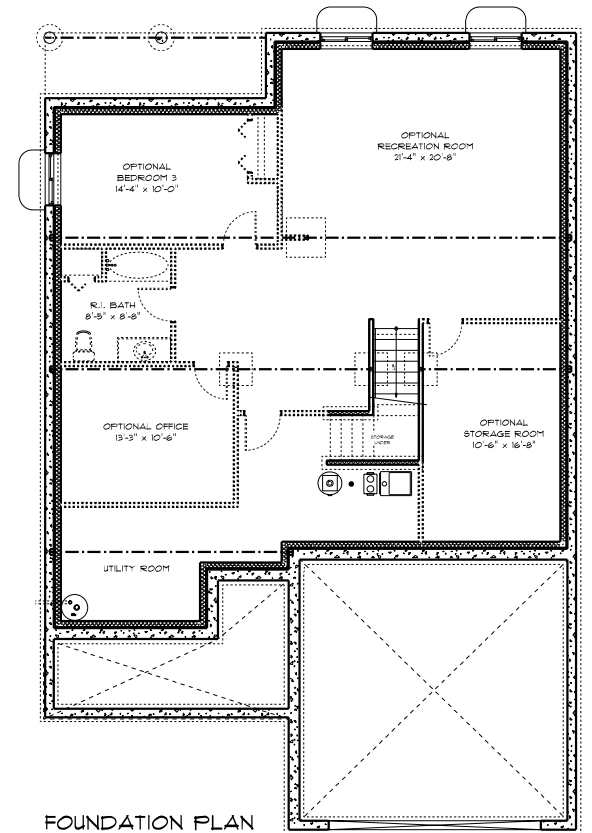 OPTIONAL
RECREATION ROOM
21'-4" x 20'-8"
OPTIONAL
BEDROOM 3
14'-4" x 10'-0"
R.I. BATH
8'-5" x 8'-8"
OPTIONAL OFFICE
13'-3" x 10'-6"
OPTIONAL
STORAGE ROOM
10'-6" x 16'-8"
STORAGE
UNDER
UTILITY ROOM
FOUNDATION PLAN